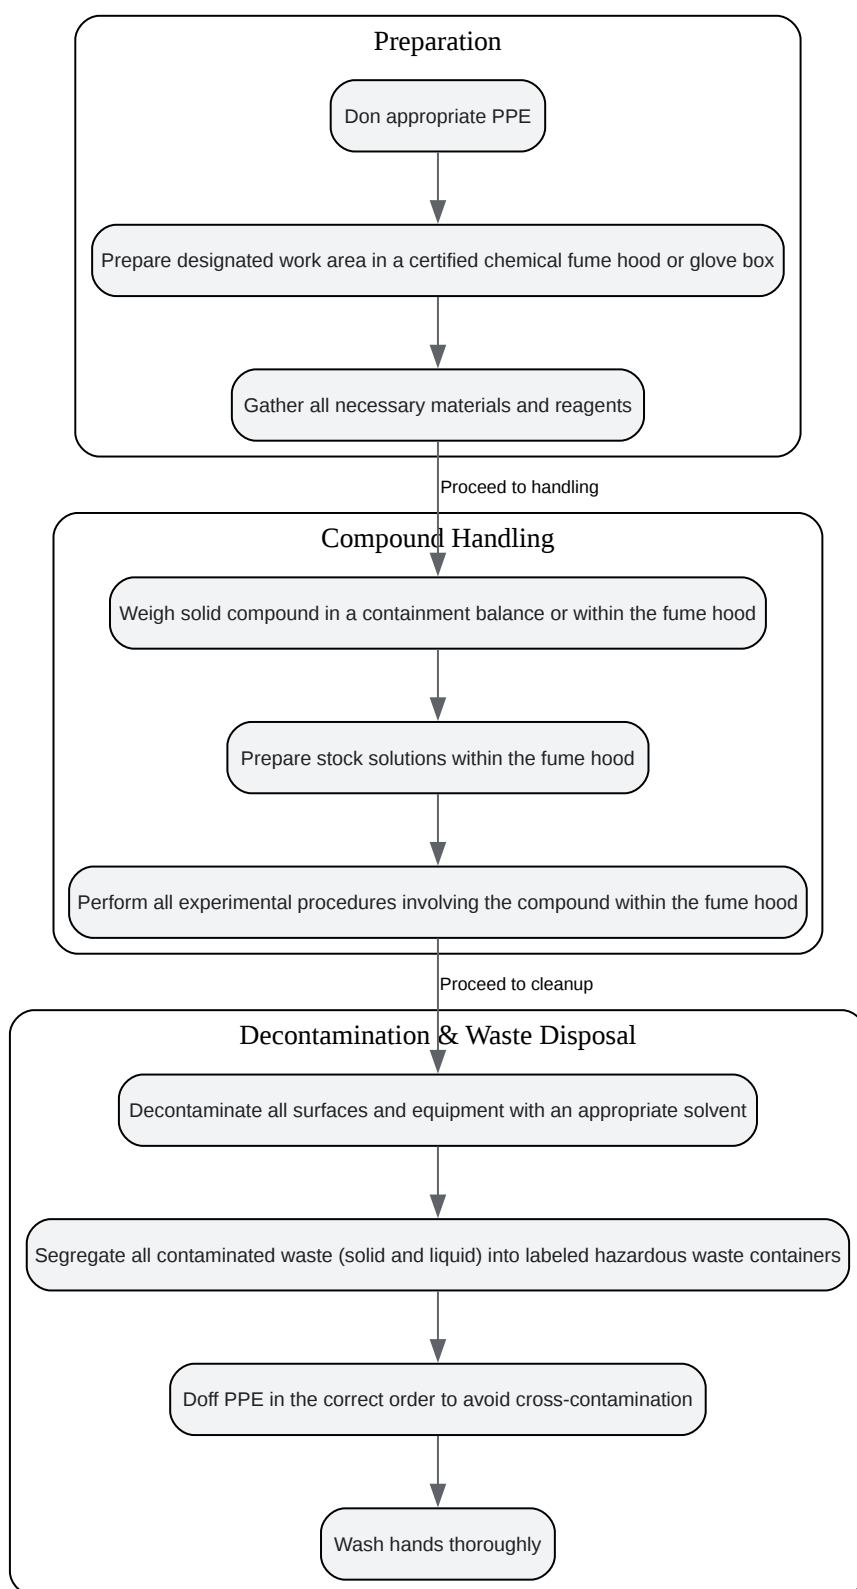 Preparation
Don appropriate PPE
Prepare designated work area in a certified chemical fume hood or glove box
Gather all necessary materials and reagents
Proceed to handling
Compound Handling
Weigh solid compound in a containment balance or within the fume hood
Prepare stock solutions within the fume hood
Perform all experimental procedures involving the compound within the fume hood
Proceed to cleanup
Decontamination & Waste Disposal
Decontaminate all surfaces and equipment with an appropriate solvent
Segregate all contaminated waste (solid and liquid) into labeled hazardous waste containers
Doff PPE in the correct order to avoid cross-contamination
Wash hands thoroughly